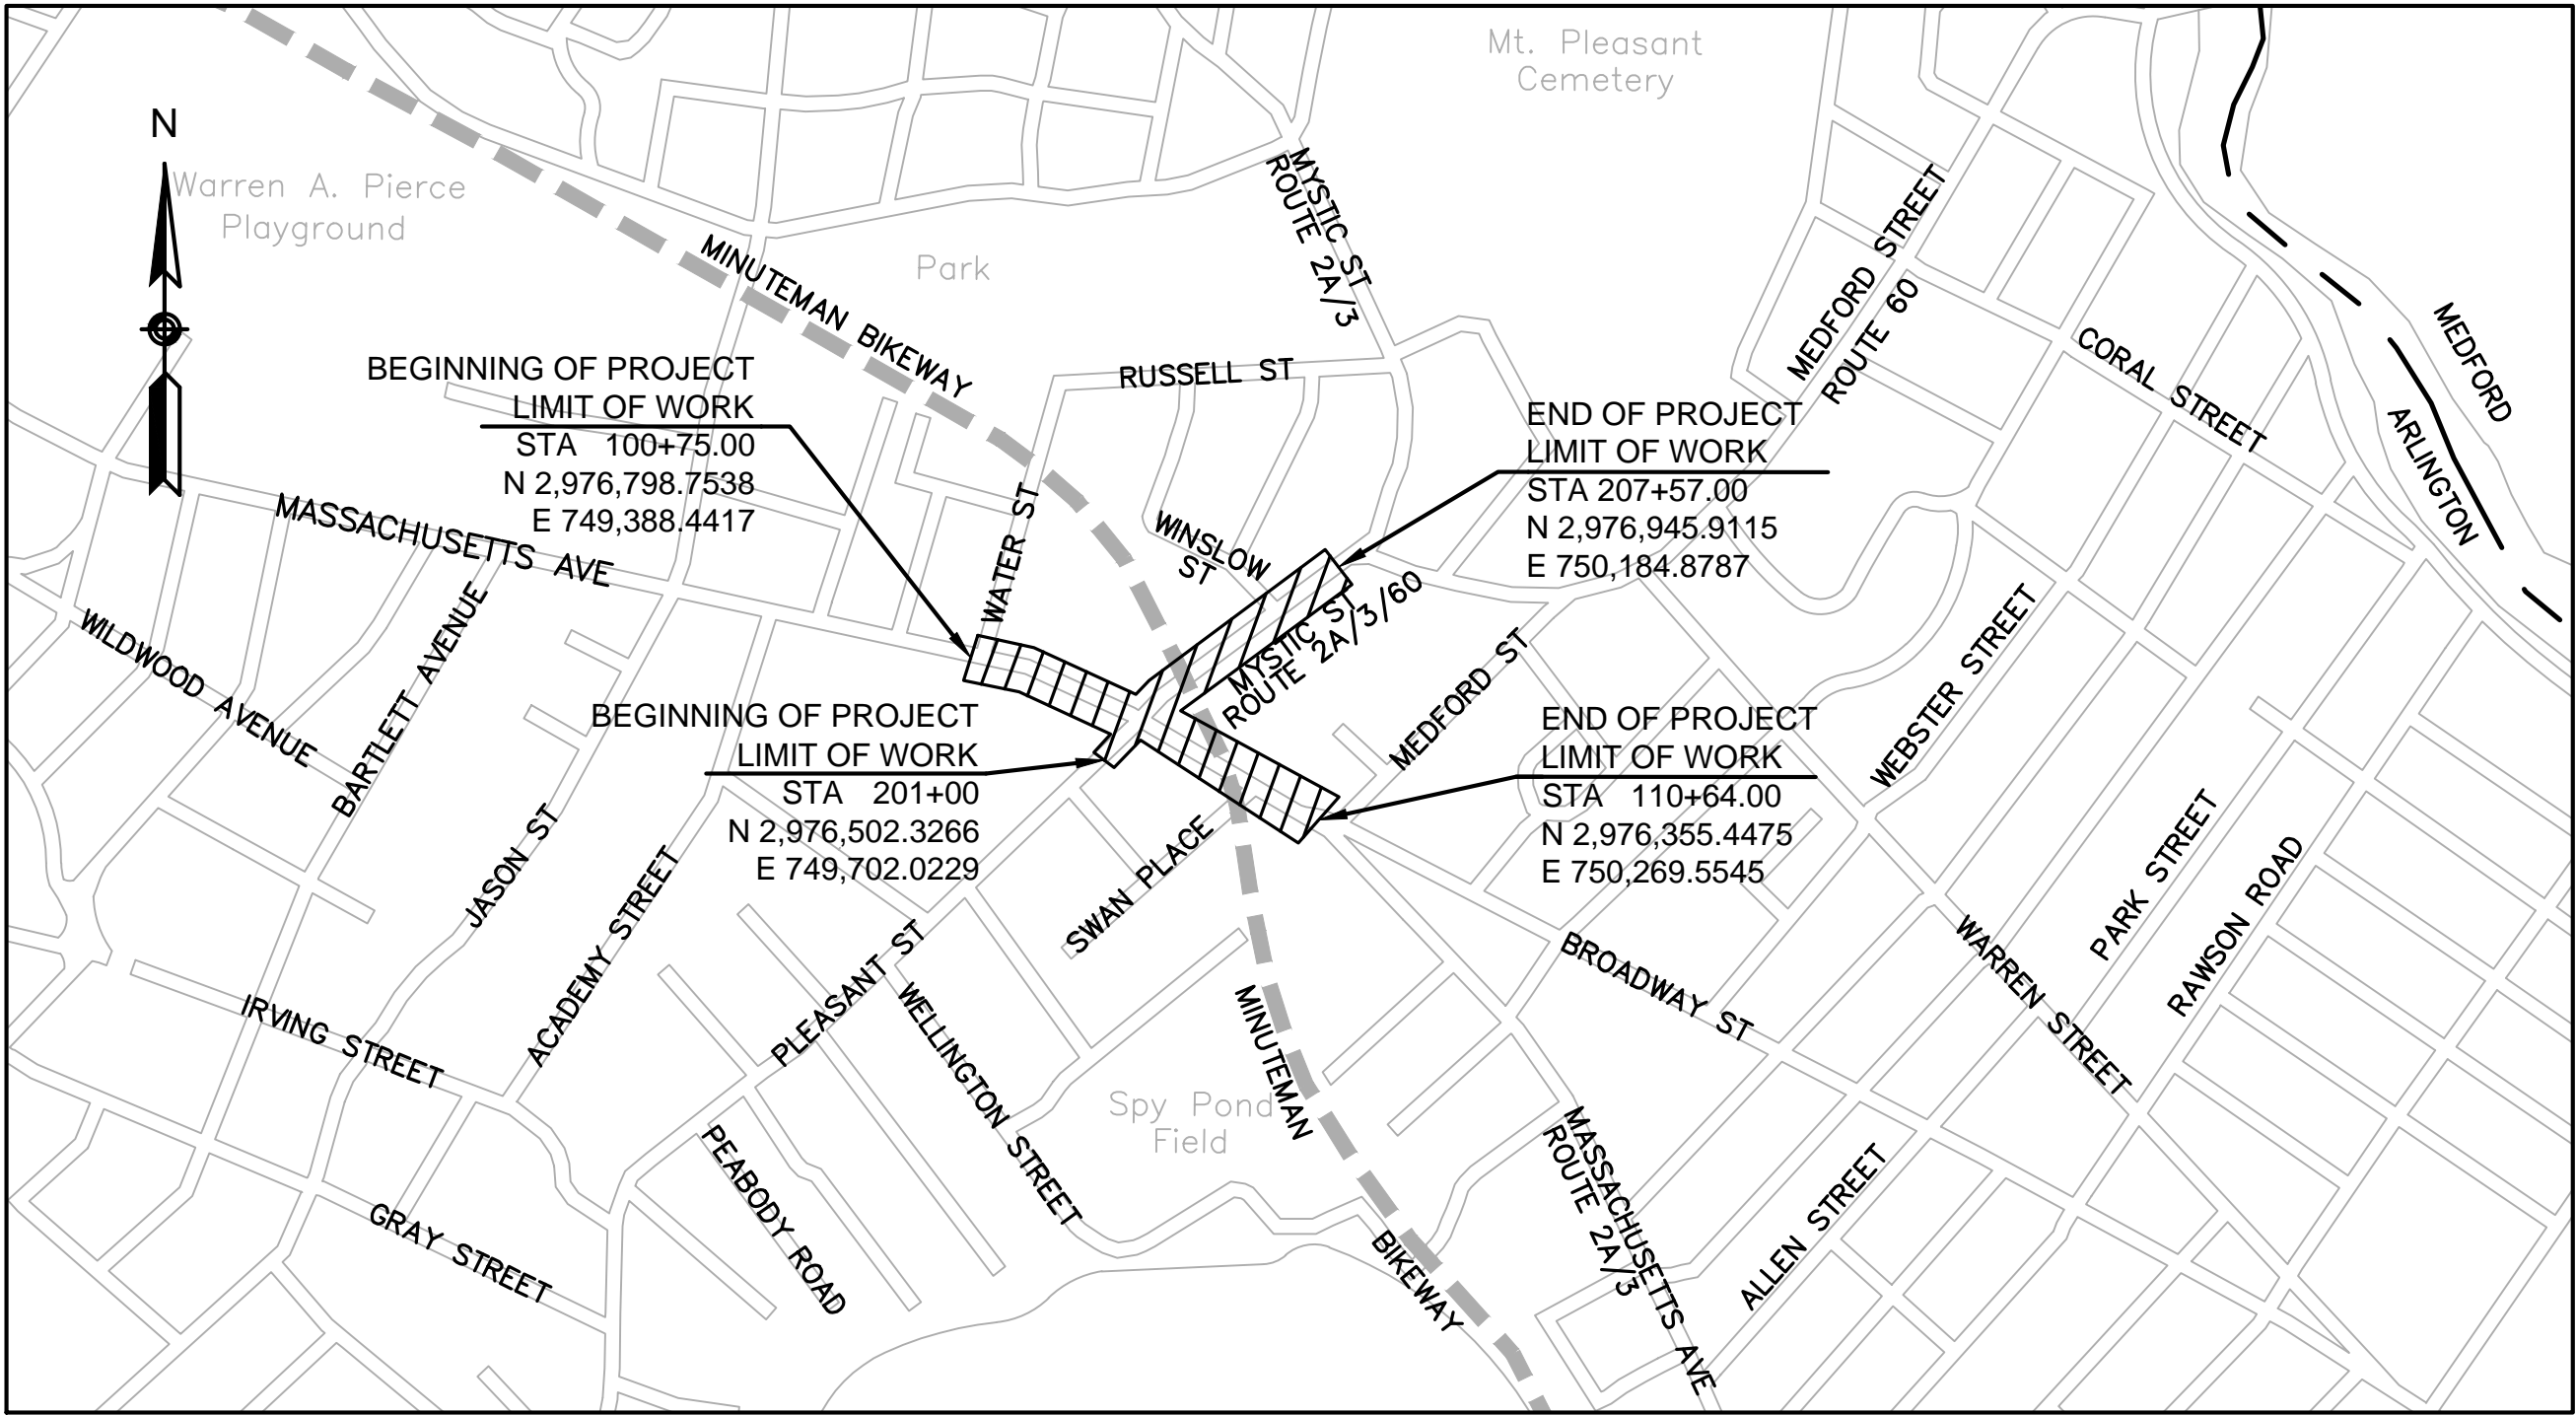 Mt. Pleasant
Cemetery
N
Warren A. Pierce
Playground
MYSTIC ST
ROUTE 2A/3
MEDFORD STREET
ROUTE 60
MINUTEMAN BIKEWAY
Park
MEDFORD
ARLINGTON
CORAL STREET
RUSSELL ST
BEGINNING OF PROJECT
LIMIT OF WORK
STA 100+75.00
N 2,976,798.7538
E 749,388.4417
END OF PROJECT
LIMIT OF WORK
STA 207+57.00
N 2,976,945.9115
E 750,184.8787
MASSACHUSETTS AVE
WATER ST
WINSLOW
ST
MYSTIC ST
ROUTE 2A/3/60
WILDWOOD AVENUE
BARTLETT AVENUE
MEDFORD ST
WEBSTER STREET
BEGINNING OF PROJECT
LIMIT OF WORK
STA 201+00
N 2,976,502.3266
E 749,702.0229
END OF PROJECT
LIMIT OF WORK
STA 110+64.00
N 2,976,355.4475
E 750,269.5545
JASON ST
ACADEMY STREET
SWAN PLACE
PARK STREET
RAWSON ROAD
PLEASANT ST
BROADWAY ST
WARREN STREET
IRVING STREET
WELLINGTON STREET
MINUTEMAN
BIKEWAY
Spy Pond
Field
PEABODY ROAD
GRAY STREET
MASSACHUSETTS AVE
ROUTE 2A/3
ALLEN STREET